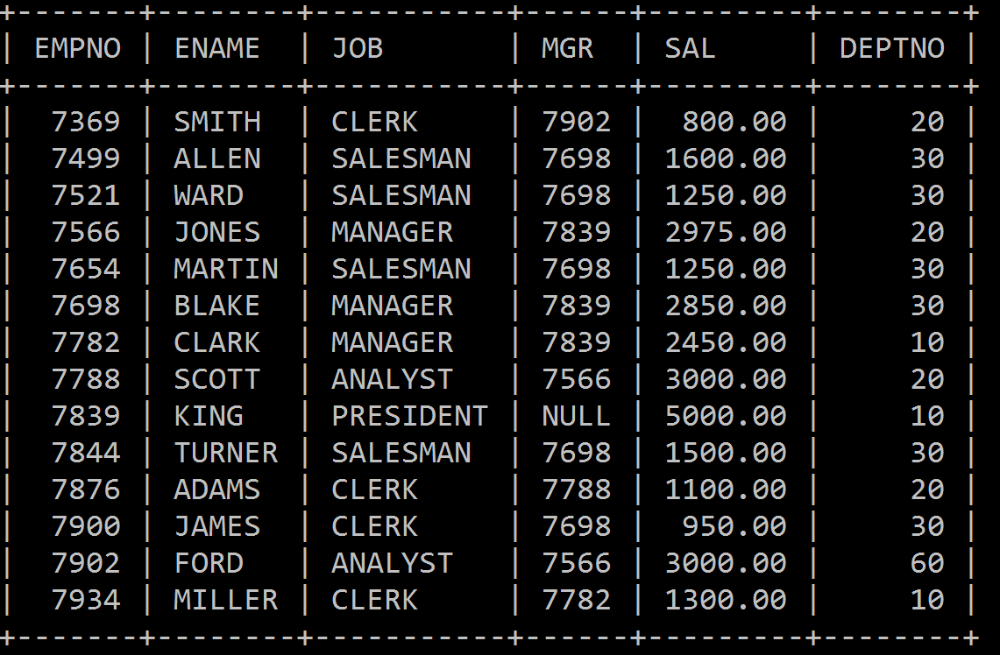 +-------+--------+-----------+------+---------+--------+
| EMPNO | ENAME  | JOB       | MGR  | SAL     | DEPTNO |
+-------+--------+-----------+------+---------+--------+
|  7369 | SMITH  | CLERK     | 7902 |  800.00 |     20 |
|  7499 | ALLEN  | SALESMAN  | 7698 | 1600.00 |     30 |
|  7521 | WARD   | SALESMAN  | 7698 | 1250.00 |     30 |
|  7566 | JONES  | MANAGER   | 7839 | 2975.00 |     20 |
|  7654 | MARTIN | SALESMAN  | 7698 | 1250.00 |     30 |
|  7698 | BLAKE  | MANAGER   | 7839 | 2850.00 |     30 |
|  7782 | CLARK  | MANAGER   | 7839 | 2450.00 |     10 |
|  7788 | SCOTT  | ANALYST   | 7566 | 3000.00 |     20 |
|  7839 | KING   | PRESIDENT | NULL | 5000.00 |     10 |
|  7844 | TURNER | SALESMAN  | 7698 | 1500.00 |     30 |
|  7876 | ADAMS  | CLERK     | 7788 | 1100.00 |     20 |
|  7900 | JAMES  | CLERK     | 7698 |  950.00 |     30 |
|  7902 | FORD   | ANALYST   | 7566 | 3000.00 |     60 |
|  7934 | MILLER | CLERK     | 7782 | 1300.00 |     10 |
+-------+--------+-----------+------+---------+--------+